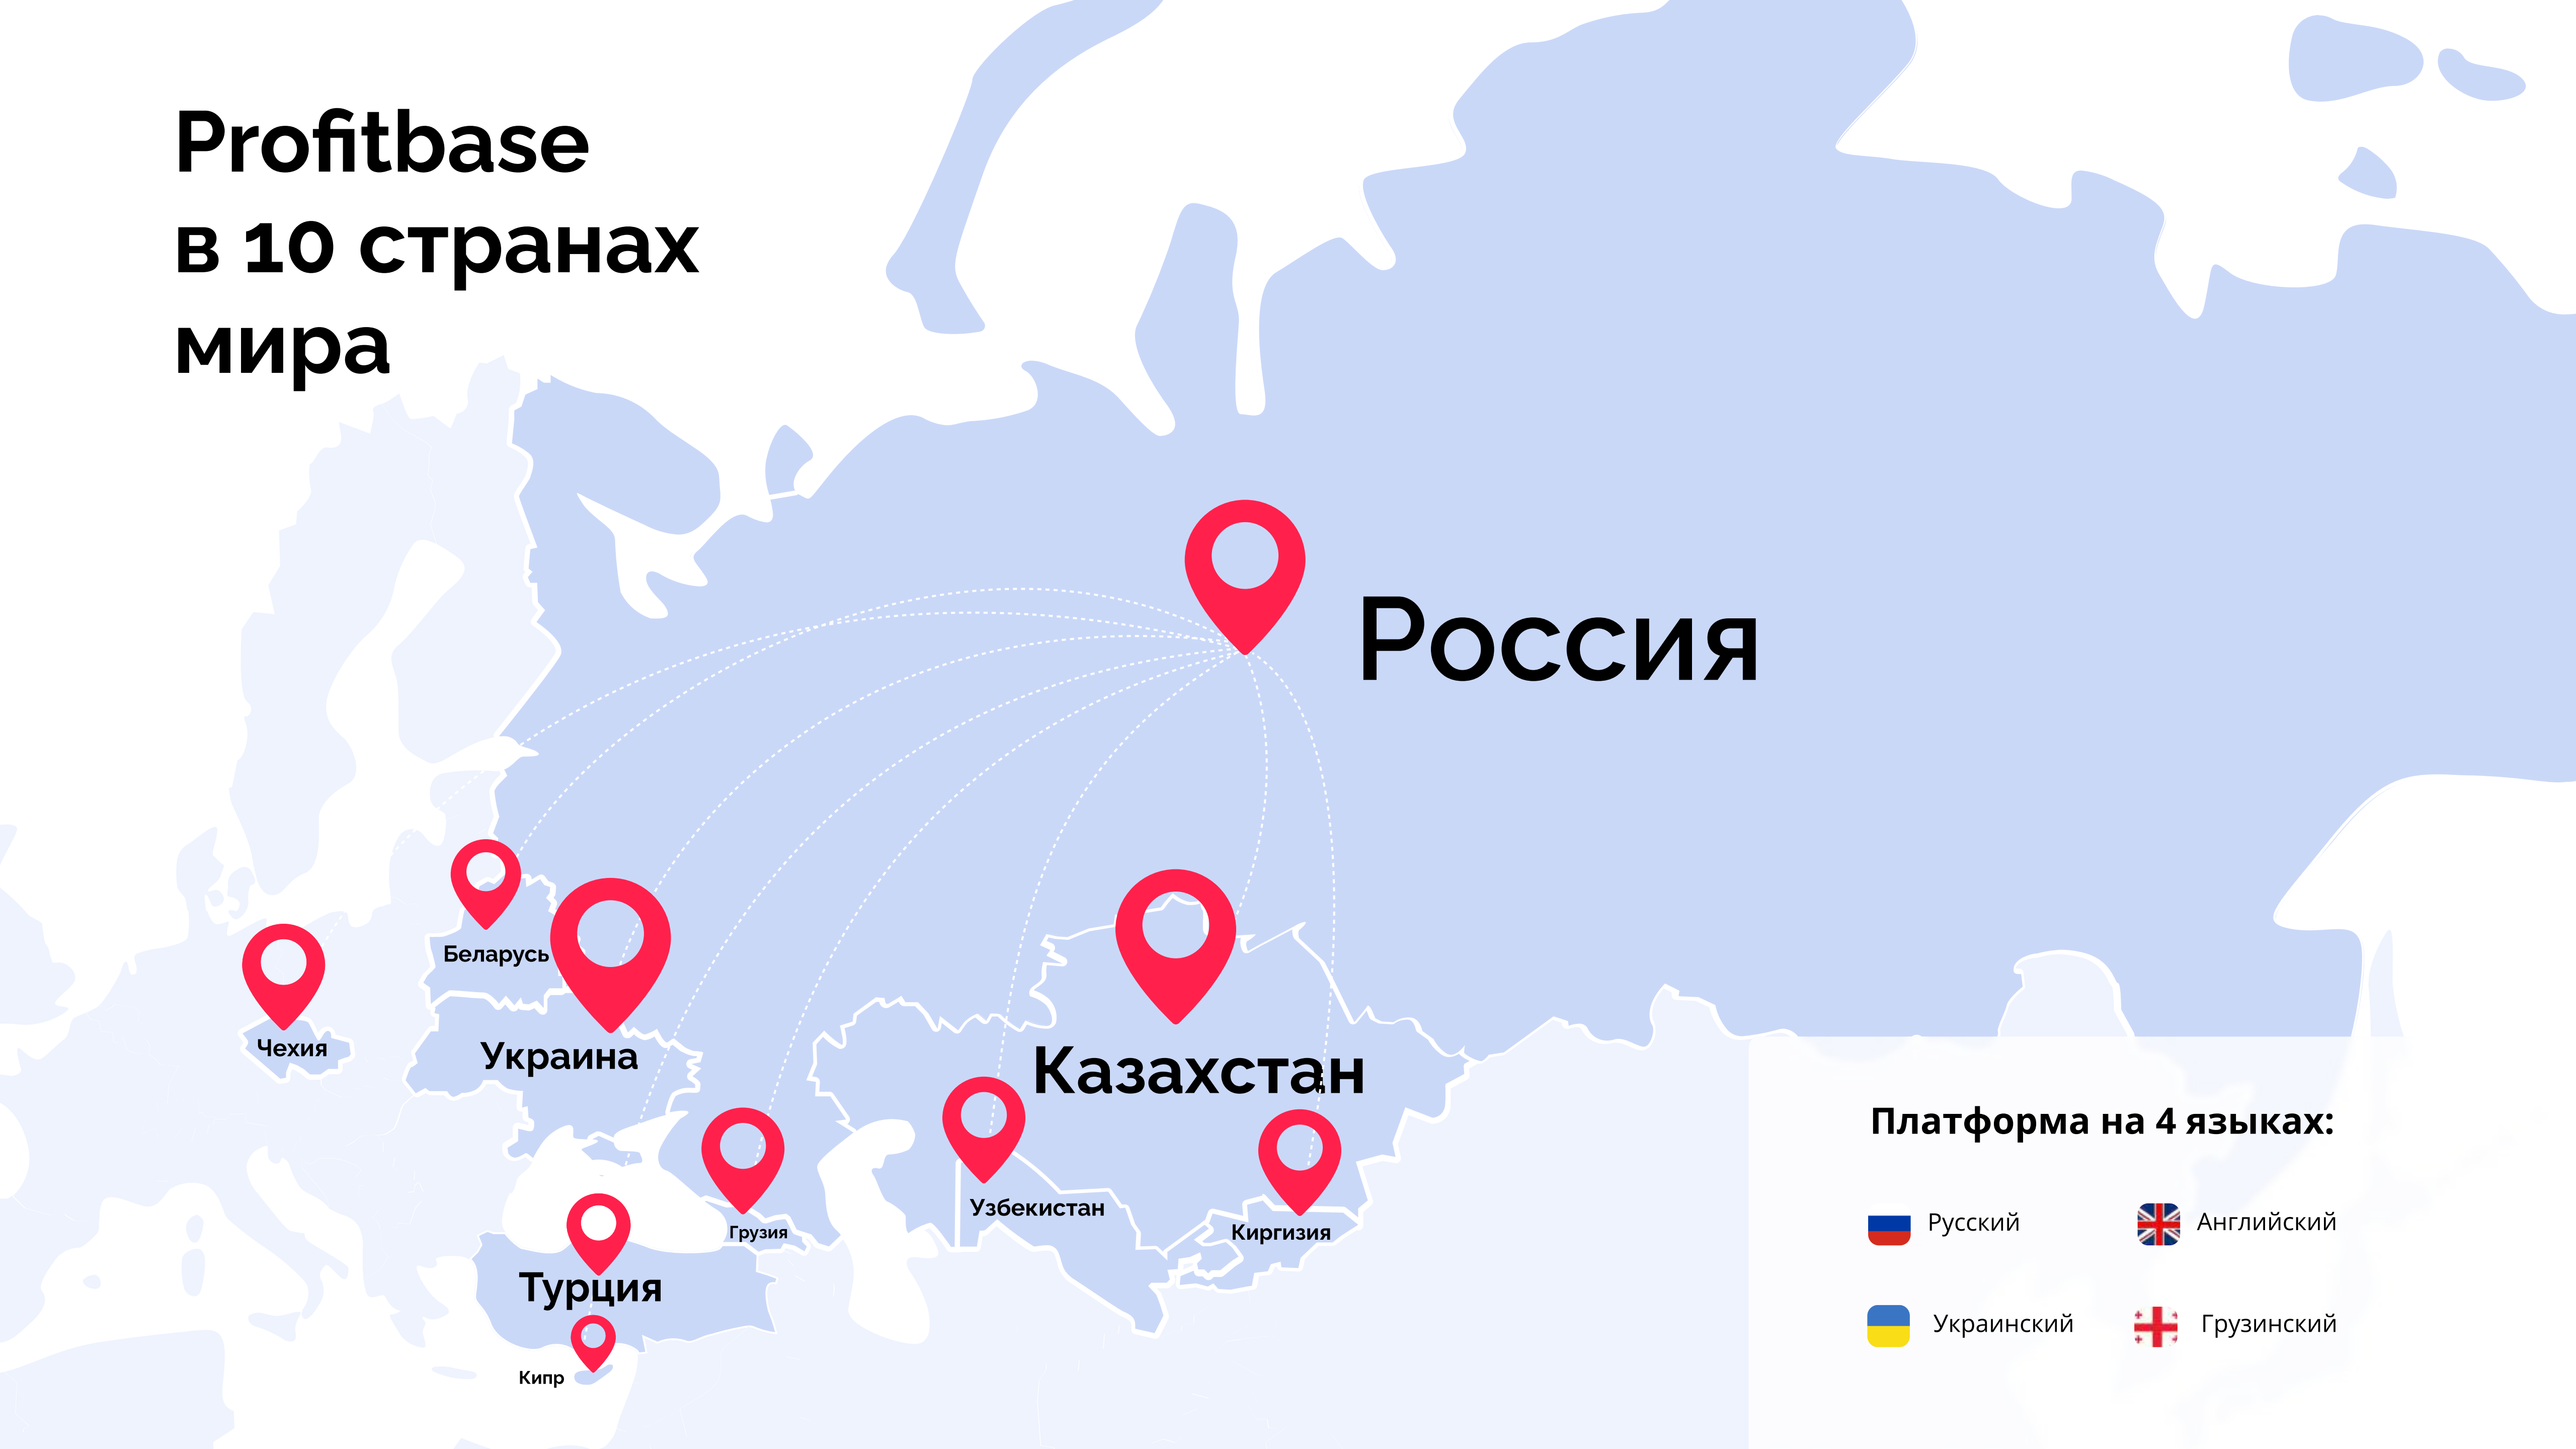 Profitbase
в 10 странах
мира
Россия
Беларусь
Чехия
Украина
Казахстан
Узбекистан
Грузия
Киргизия
Турция
Кипр
Платформа на 4 языках:
Русский
Английский
Украинский
Грузинский